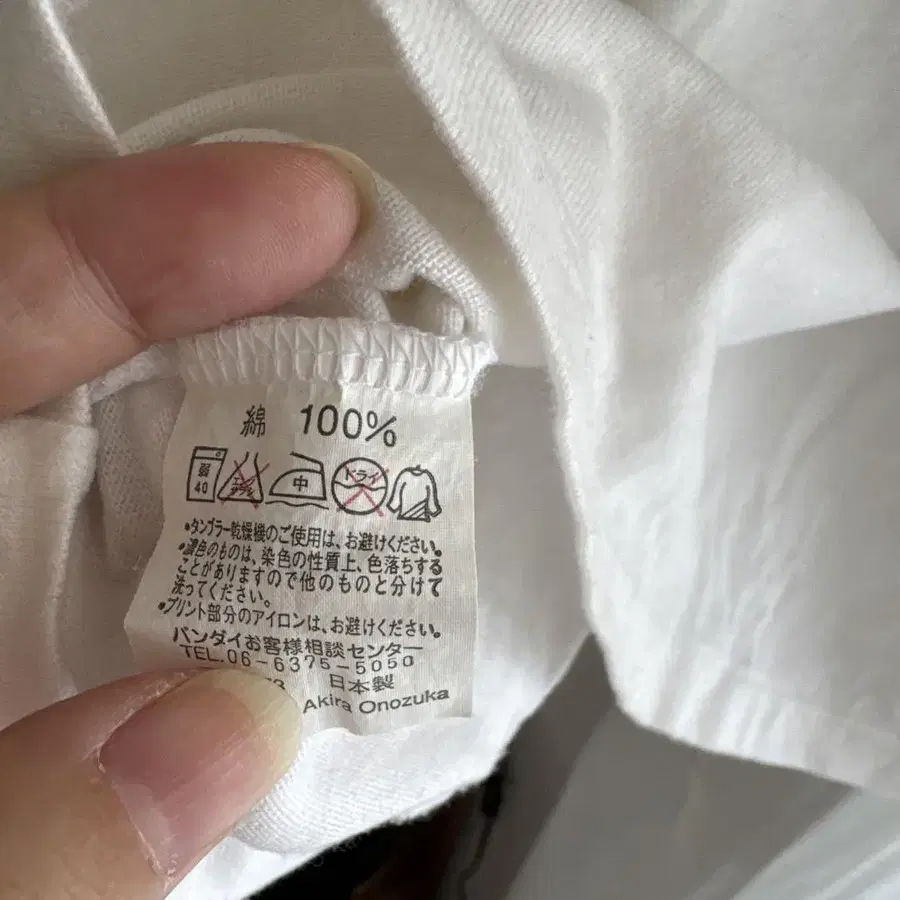 綿 100%
弱 40 中 ドライ
•タンブラー乾燥機のご使用は、お避けください。
•濃色のものは、染色の性質上、色落ちする
ことがありますので他のものと分けて
洗ってください。
•プリント部分のアイロンは、お避けください。
バンダイお客様相談センター
TEL.06-6375-5050
日本製
Akira Onozuka